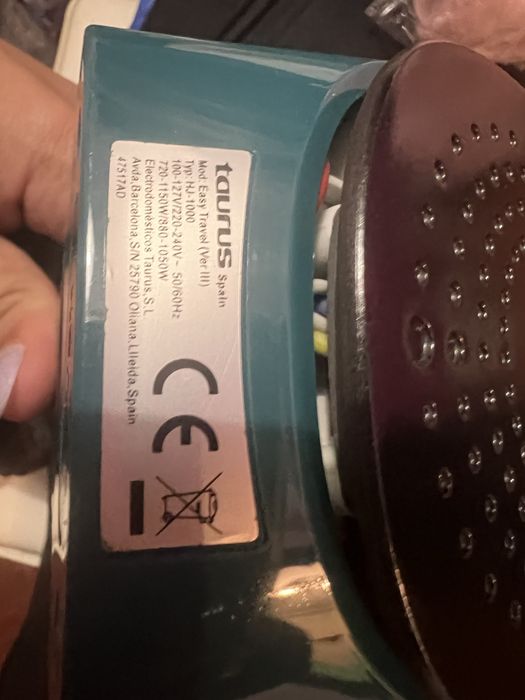 taurus Spain
Mod: Easy Travel (Ver III)
Typ: HJ-1000
100-127V/220-240V~ 50/60Hz
720-1150W/880-1050W
Electrodomésticos Taurus, S.L.
Avda.Barcelona,S/N 25790 Oliana,Lleida,Spain
47517AD
CE